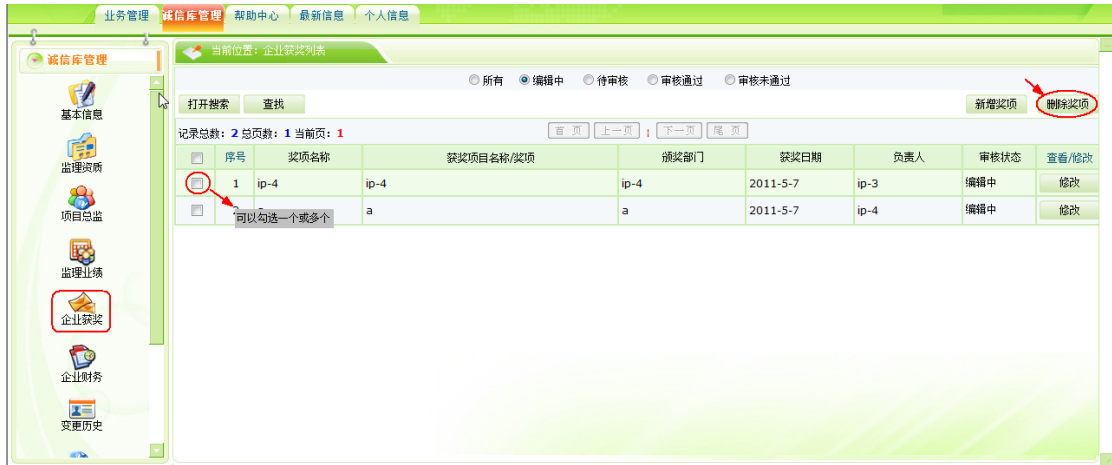 业务管理 诚信库管理 帮助中心 最新信息 个人信息
诚信库管理
当前位置：企业获奖列表
所有 编辑中 待审核 审核通过 审核未通过
打开搜索 查找 新增奖项 删除奖项
记录总数：2 总页数：1 当前页：1 首 页 上一页 下一页 尾 页
序号 奖项名称 获奖项目名称/奖项 颁奖部门 获奖日期 负责人 审核状态 查看/修改
1 ip-4 ip-4 ip-4 2011-5-7 ip-3 编辑中 修改
2 a a 2011-5-7 ip-4 编辑中 修改
可以勾选一个或多个
基本信息
监理资质
项目总监
监理业绩
企业获奖
企业财务
变更历史